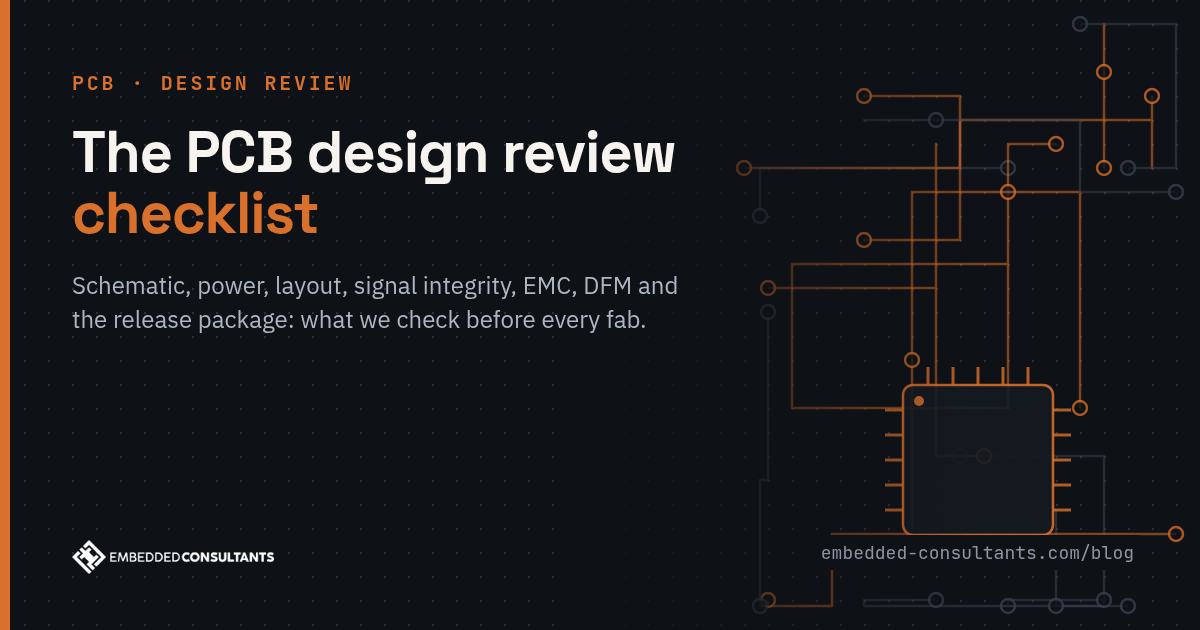 PCB · DESIGN REVIEW
The PCB design review
checklist
Schematic, power, layout, signal integrity, EMC, DFM and
the release package: what we check before every fab.
EMBEDDEDCONSULTANTS
embedded-consultants.com/blog